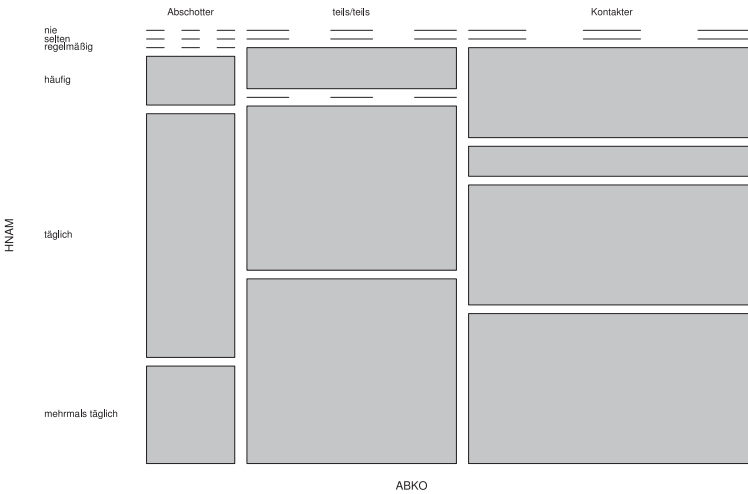 Abschotter teils/teils Kontakter
nie
selten
regelmäßig
häufig
HNAM
täglich
mehrmals täglich
ABKO